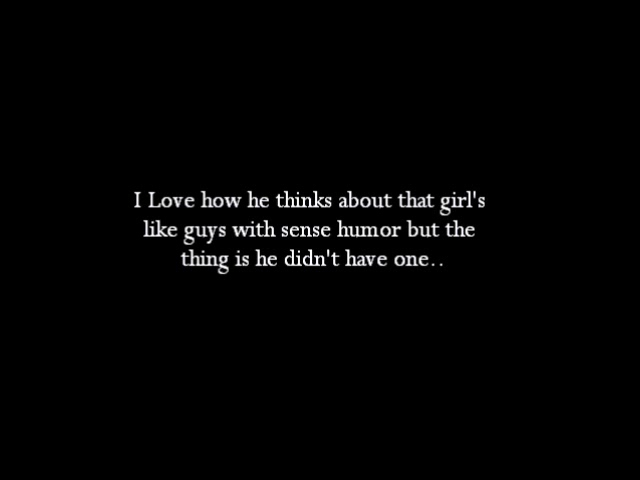 I Love how he thinks about that girl's
like guys with sense humor but the
thing is he didn't have one..